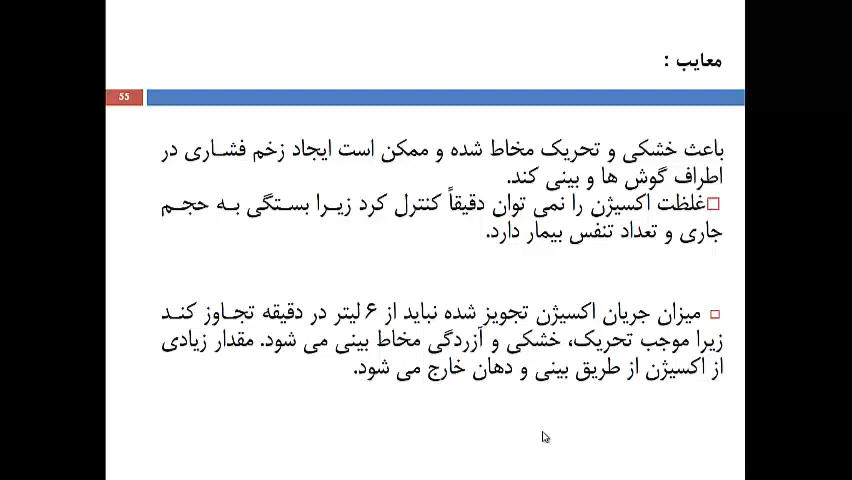 معایب :
55
باعث خشکی و تحریک مخاط شده و ممکن است ایجاد زخم فشاری در
اطراف گوش ها و بینی کند.
غلظت اکسیژن را نمی توان دقیقاً کنترل کرد زیرا بستگی به حجم
جاری و تعداد تنفس بیمار دارد.
میزان جریان اکسیژن تجویز شده نباید از ۶ لیتر در دقیقه تجاوز کند
زیرا موجب تحریک، خشکی و آزردگی مخاط بینی می شود. مقدار زیادی
از اکسیژن از طریق بینی و دهان خارج می شود.